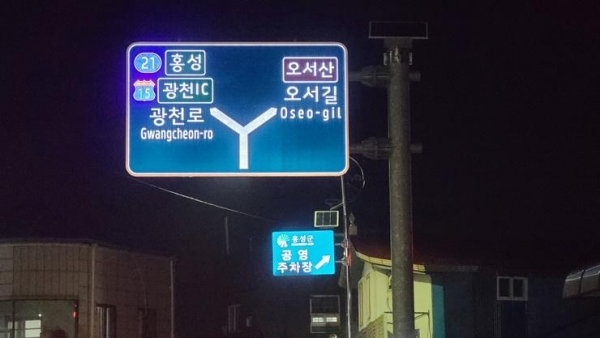 21 홍성
15 광천IC
광천로
Gwangcheon-ro
오서산
오서길
Oseo-gil
홍성군
공영
주차장